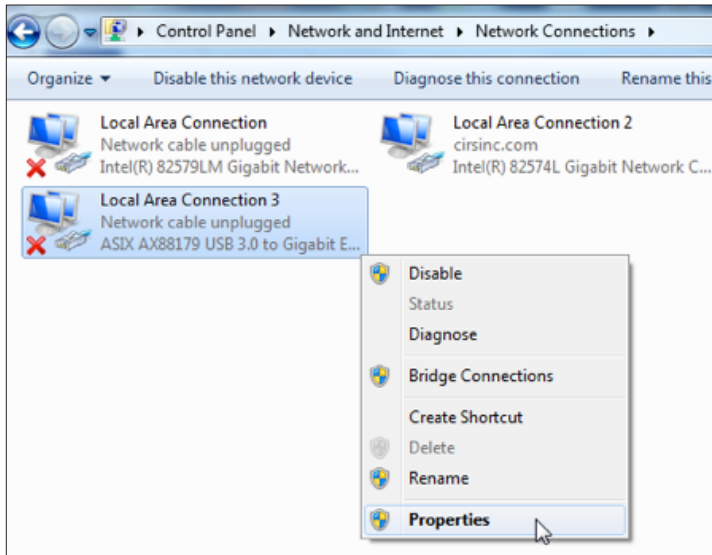 Control Panel ▸ Network and Internet ▸ Network Connections ▸
Organize Disable this network device Diagnose this connection Rename this
Local Area Connection
Network cable unplugged
Intel(R) 82579LM Gigabit Network...
Local Area Connection 2
cirsinc.com
Intel(R) 82574L Gigabit Network C...
Local Area Connection 3
Network cable unplugged
ASIX AX88179 USB 3.0 to Gigabit E...
Disable
Status
Diagnose
Bridge Connections
Create Shortcut
Delete
Rename
Properties